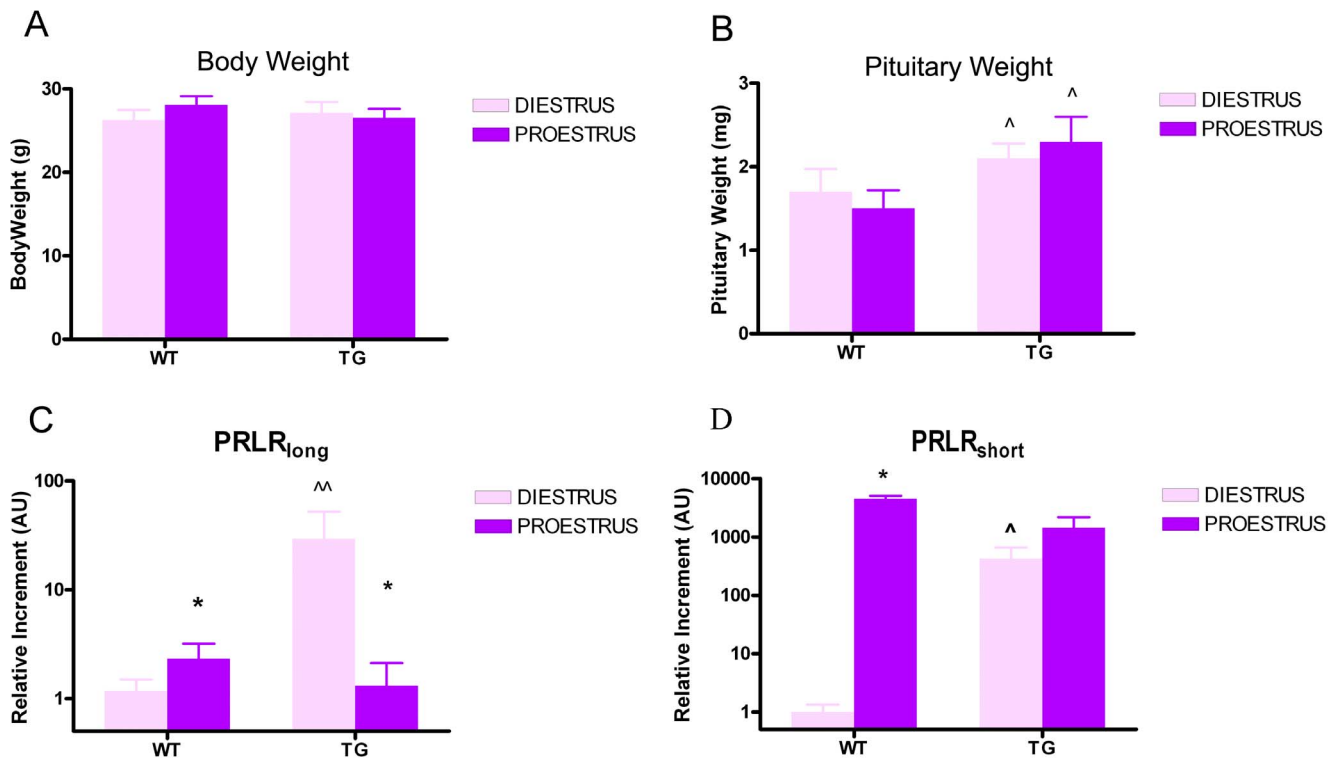 A
Body Weight
30
20
10
0
BodyWeight (g)
WT
TG
DIESTRUS
PROESTRUS
B
Pituitary Weight
3
2
1
0
Pituitary Weight (mg)
^
^
WT
TG
DIESTRUS
PROESTRUS
C
PRLRlong
100
10
1
Relative Increment (AU)
*
^^
*
WT
TG
DIESTRUS
PROESTRUS
D
PRLRshort
10000
1000
100
10
1
Relative Increment (AU)
*
^
WT
TG
DIESTRUS
PROESTRUS